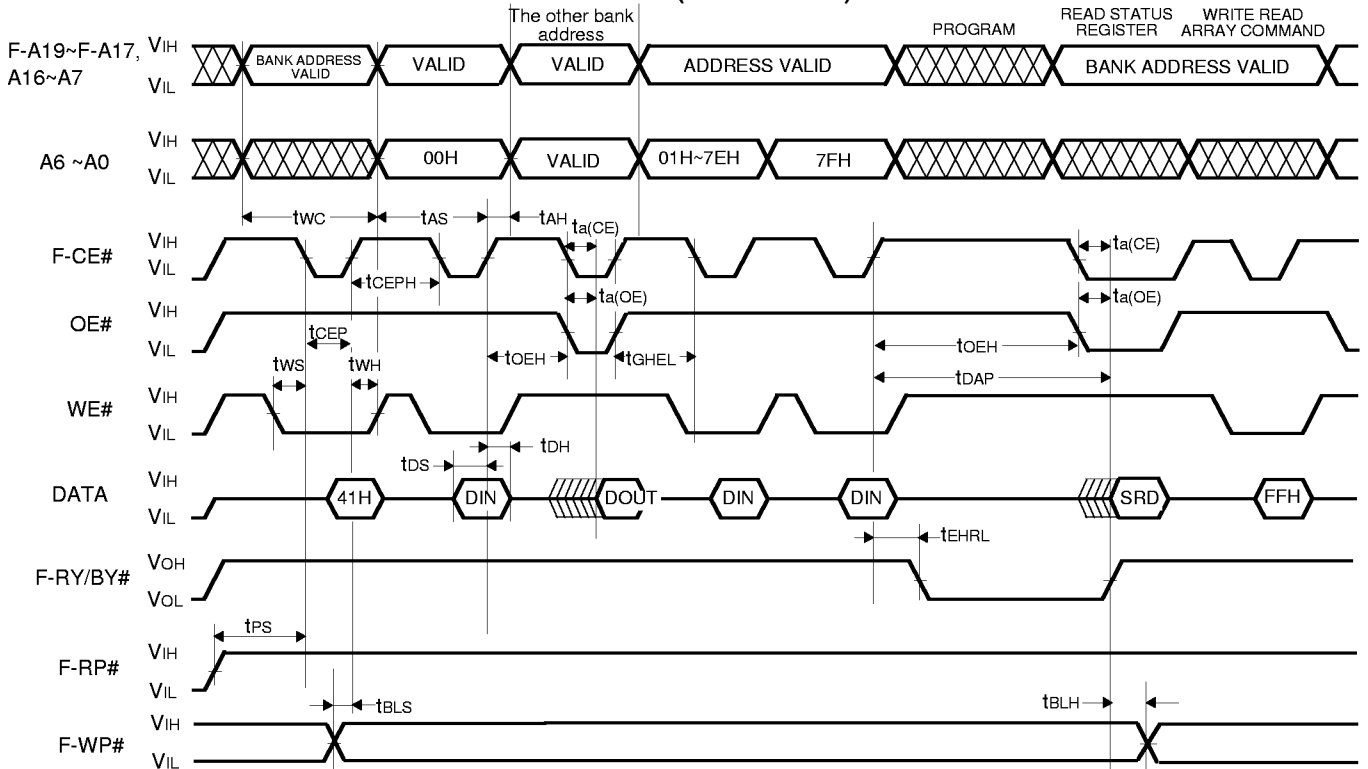 The other bank
address
PROGRAM
READ STATUS
REGISTER
WRITE READ
ARRAY COMMAND
F-A19~F-A17,
A16~A7
VIH
VIL
BANK ADDRESS
VALID
VALID
VALID
ADDRESS VALID
BANK ADDRESS VALID
A6 ~A0
VIH
VIL
00H
VALID
01H~7EH
7FH
tWC
tAS
tAH
ta(CE)
ta(CE)
F-CE#
VIH
VIL
tCEPH
ta(OE)
ta(OE)
OE#
VIH
VIL
tCEP
tOEH
tGHEL
tOEH
tWS
tWH
tDAP
WE#
VIH
VIL
tDH
tDS
DATA
VIH
VIL
41H
DIN
DOUT
DIN
DIN
SRD
FFH
tEHRL
F-RY/BY#
VOH
VOL
tPS
F-RP#
VIH
VIL
tBLS
tBLH
F-WP#
VIH
VIL